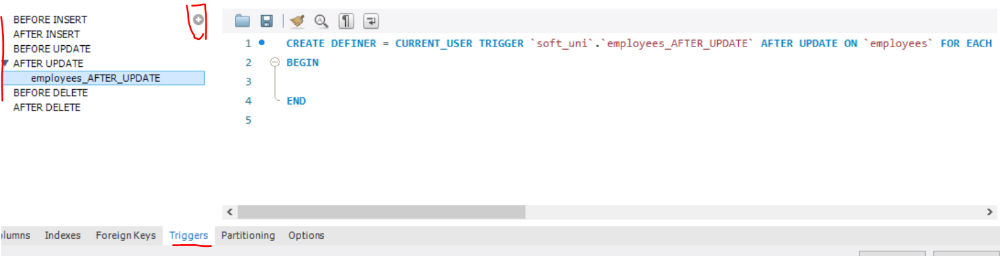 BEFORE INSERT
AFTER INSERT
BEFORE UPDATE
AFTER UPDATE
employees_AFTER_UPDATE
BEFORE DELETE
AFTER DELETE
1 CREATE DEFINER = CURRENT_USER TRIGGER `soft_uni`.`employees_AFTER_UPDATE` AFTER UPDATE ON `employees` FOR EACH
2 BEGIN
3
4 END
5
lumns Indexes Foreign Keys Triggers Partitioning Options